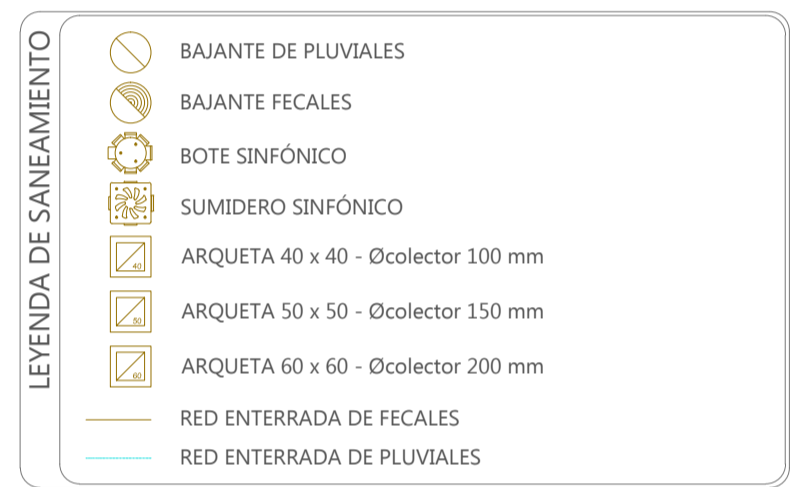 LEYENDA DE SANEAMIENTO
BAJANTE DE PLUVIALES
BAJANTE FECALES
BOTE SINFÓNICO
SUMIDERO SINFÓNICO
40
ARQUETA 40 x 40 - Øcolector 100 mm
50
ARQUETA 50 x 50 - Øcolector 150 mm
60
ARQUETA 60 x 60 - Øcolector 200 mm
RED ENTERRADA DE FECALES
RED ENTERRADA DE PLUVIALES